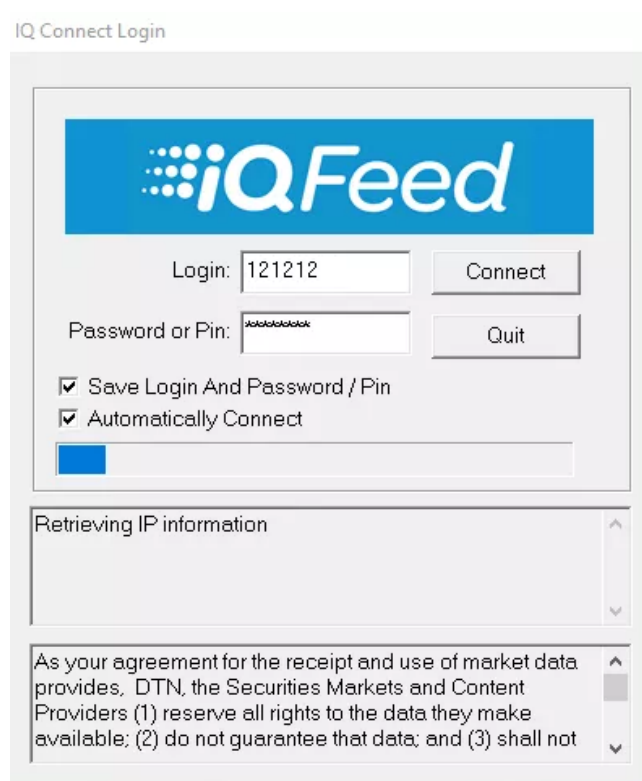 IQ Connect Login
iQFeed
Login: 121212 Connect
Password or Pin: ********* Quit
Save Login And Password / Pin
Automatically Connect
Retrieving IP information
As your agreement for the receipt and use of market data
provides, DTN, the Securities Markets and Content
Providers (1) reserve all rights to the data they make
available; (2) do not guarantee that data; and (3) shall not